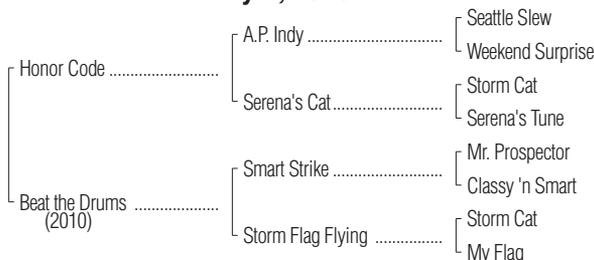 Seattle Slew
A.P. Indy ........................................
Weekend Surprise
Honor Code ................................
Storm Cat
Serena's Cat................................
Serena's Tune
Mr. Prospector
Smart Strike ................................
Classy 'n Smart
Beat the Drums ........................
(2010)
Storm Cat
Storm Flag Flying ....................
My Flag